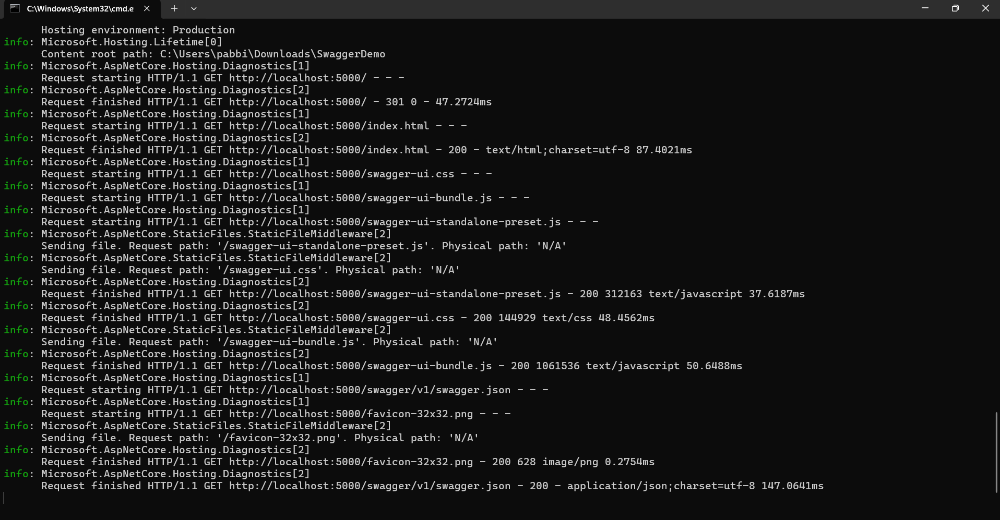 C:\Windows\System32\cmd.e
Hosting environment: Production
info: Microsoft.Hosting.Lifetime[0]
Content root path: C:\Users\pabbi\Downloads\SwaggerDemo
info: Microsoft.AspNetCore.Hosting.Diagnostics[1]
Request starting HTTP/1.1 GET http://localhost:5000/ - - -
info: Microsoft.AspNetCore.Hosting.Diagnostics[2]
Request finished HTTP/1.1 GET http://localhost:5000/ - 301 0 - 47.2724ms
info: Microsoft.AspNetCore.Hosting.Diagnostics[1]
Request starting HTTP/1.1 GET http://localhost:5000/index.html - - -
info: Microsoft.AspNetCore.Hosting.Diagnostics[2]
Request finished HTTP/1.1 GET http://localhost:5000/index.html - 200 - text/html;charset=utf-8 87.4021ms
info: Microsoft.AspNetCore.Hosting.Diagnostics[1]
Request starting HTTP/1.1 GET http://localhost:5000/swagger-ui.css - - -
info: Microsoft.AspNetCore.Hosting.Diagnostics[1]
Request starting HTTP/1.1 GET http://localhost:5000/swagger-ui-bundle.js - - -
info: Microsoft.AspNetCore.Hosting.Diagnostics[1]
Request starting HTTP/1.1 GET http://localhost:5000/swagger-ui-standalone-preset.js - - -
info: Microsoft.AspNetCore.StaticFiles.StaticFileMiddleware[2]
Sending file. Request path: '/swagger-ui-standalone-preset.js'. Physical path: 'N/A'
info: Microsoft.AspNetCore.StaticFiles.StaticFileMiddleware[2]
Sending file. Request path: '/swagger-ui.css'. Physical path: 'N/A'
info: Microsoft.AspNetCore.Hosting.Diagnostics[2]
Request finished HTTP/1.1 GET http://localhost:5000/swagger-ui-standalone-preset.js - 200 312163 text/javascript 37.6187ms
info: Microsoft.AspNetCore.Hosting.Diagnostics[2]
Request finished HTTP/1.1 GET http://localhost:5000/swagger-ui.css - 200 144929 text/css 48.4562ms
info: Microsoft.AspNetCore.StaticFiles.StaticFileMiddleware[2]
Sending file. Request path: '/swagger-ui-bundle.js'. Physical path: 'N/A'
info: Microsoft.AspNetCore.Hosting.Diagnostics[2]
Request finished HTTP/1.1 GET http://localhost:5000/swagger-ui-bundle.js - 200 1061536 text/javascript 50.6488ms
info: Microsoft.AspNetCore.Hosting.Diagnostics[1]
Request starting HTTP/1.1 GET http://localhost:5000/swagger/v1/swagger.json - - -
info: Microsoft.AspNetCore.Hosting.Diagnostics[1]
Request starting HTTP/1.1 GET http://localhost:5000/favicon-32x32.png - - -
info: Microsoft.AspNetCore.StaticFiles.StaticFileMiddleware[2]
Sending file. Request path: '/favicon-32x32.png'. Physical path: 'N/A'
info: Microsoft.AspNetCore.Hosting.Diagnostics[2]
Request finished HTTP/1.1 GET http://localhost:5000/favicon-32x32.png - 200 628 image/png 0.2754ms
info: Microsoft.AspNetCore.Hosting.Diagnostics[2]
Request finished HTTP/1.1 GET http://localhost:5000/swagger/v1/swagger.json - 200 - application/json;charset=utf-8 147.0641ms